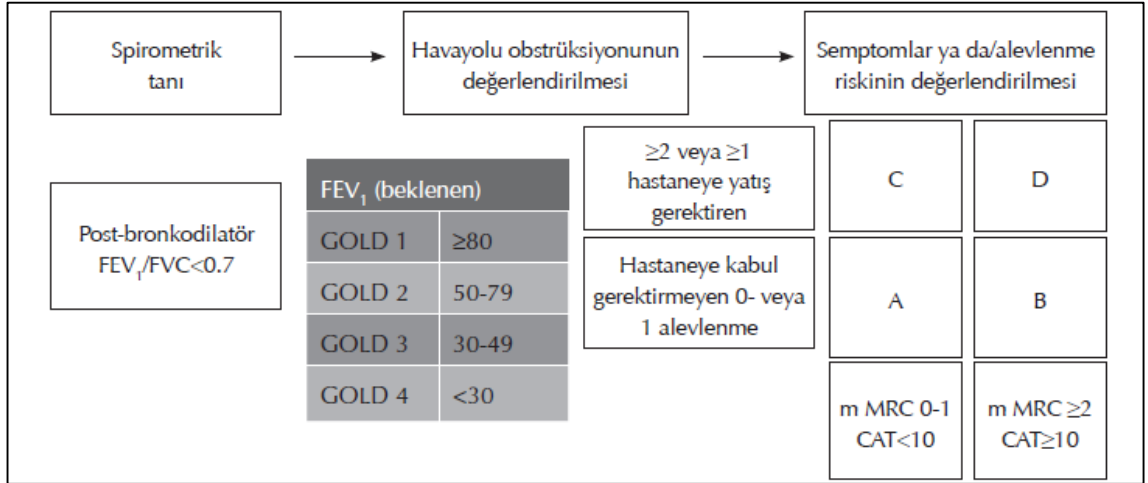 Spirometrik
tanı
Havayolu obstrüksiyonunun
değerlendirilmesi
Semptomlar ya da/alevlenme
riskinin değerlendirilmesi
Post-bronkodilatör
FEV₁/FVC<0.7
FEV₁ (beklenen)
GOLD 1 ≥80
GOLD 2 50-79
GOLD 3 30-49
GOLD 4 <30
≥2 veya ≥1
hastaneye yatış
gerektiren
Hastaneye kabul
gerektirmeyen 0- veya
1 alevlenme
C D
A B
m MRC 0-1
CAT<10
m MRC ≥2
CAT≥10